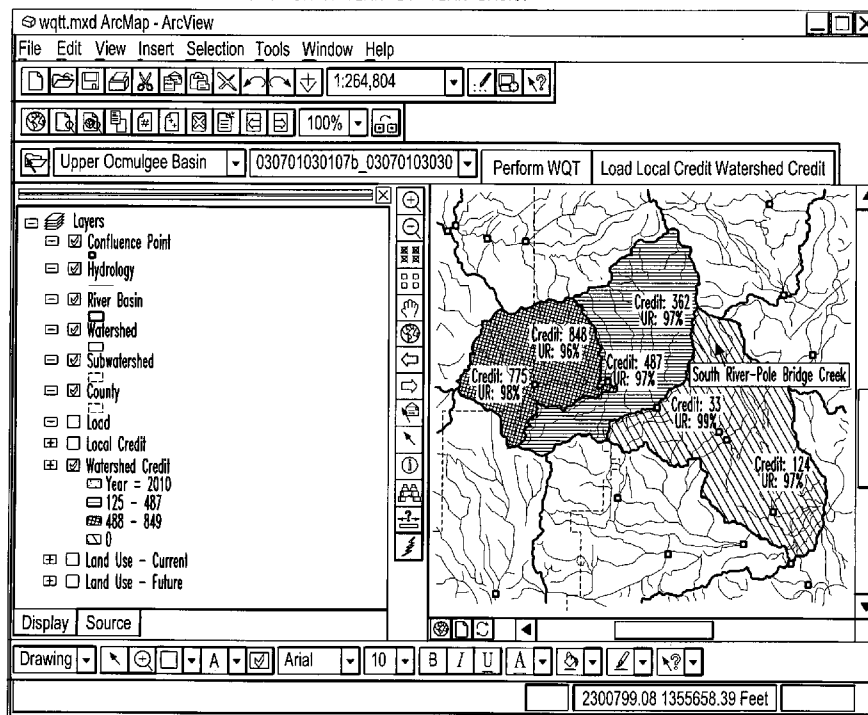 wqtt.mxd ArcMap - ArcView
File Edit View Insert Selection Tools Window Help
1:264,804
100%
Upper Ocmulgee Basin 030701030107b_03070103030 Perform WQT Load Local Credit Watershed Credit
Layers
Confluence Point
Hydrology
River Basin
Watershed
Subwatershed
County
Load
Local Credit
Watershed Credit
Year = 2010
125 - 487
488 - 849
0
Land Use - Current
Land Use - Future
Credit: 362
UR: 97%
Credit: 848
UR: 96%
Credit: 487
UR: 97%
Credit: 775
UR: 98%
South River-Pole Bridge Creek
Credit: 33
UR: 99%
Credit: 124
UR: 97%
Display Source
Drawing A Arial 10 B I U A
2300799.08 1355658.39 Feet